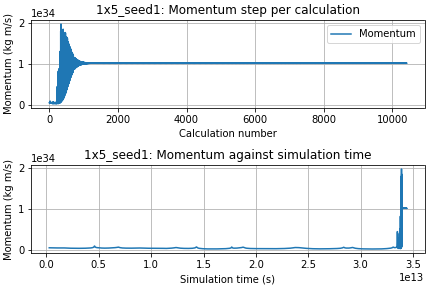 1x5_seed1: Momentum step per calculation
1e34
Momentum (kg m/s)
2
1
0
Momentum
0 2000 4000 6000 8000 10000
Calculation number
1x5_seed1: Momentum against simulation time
1e34
Momentum (kg m/s)
2
1
0
0.0 0.5 1.0 1.5 2.0 2.5 3.0 3.5
1e13
Simulation time (s)